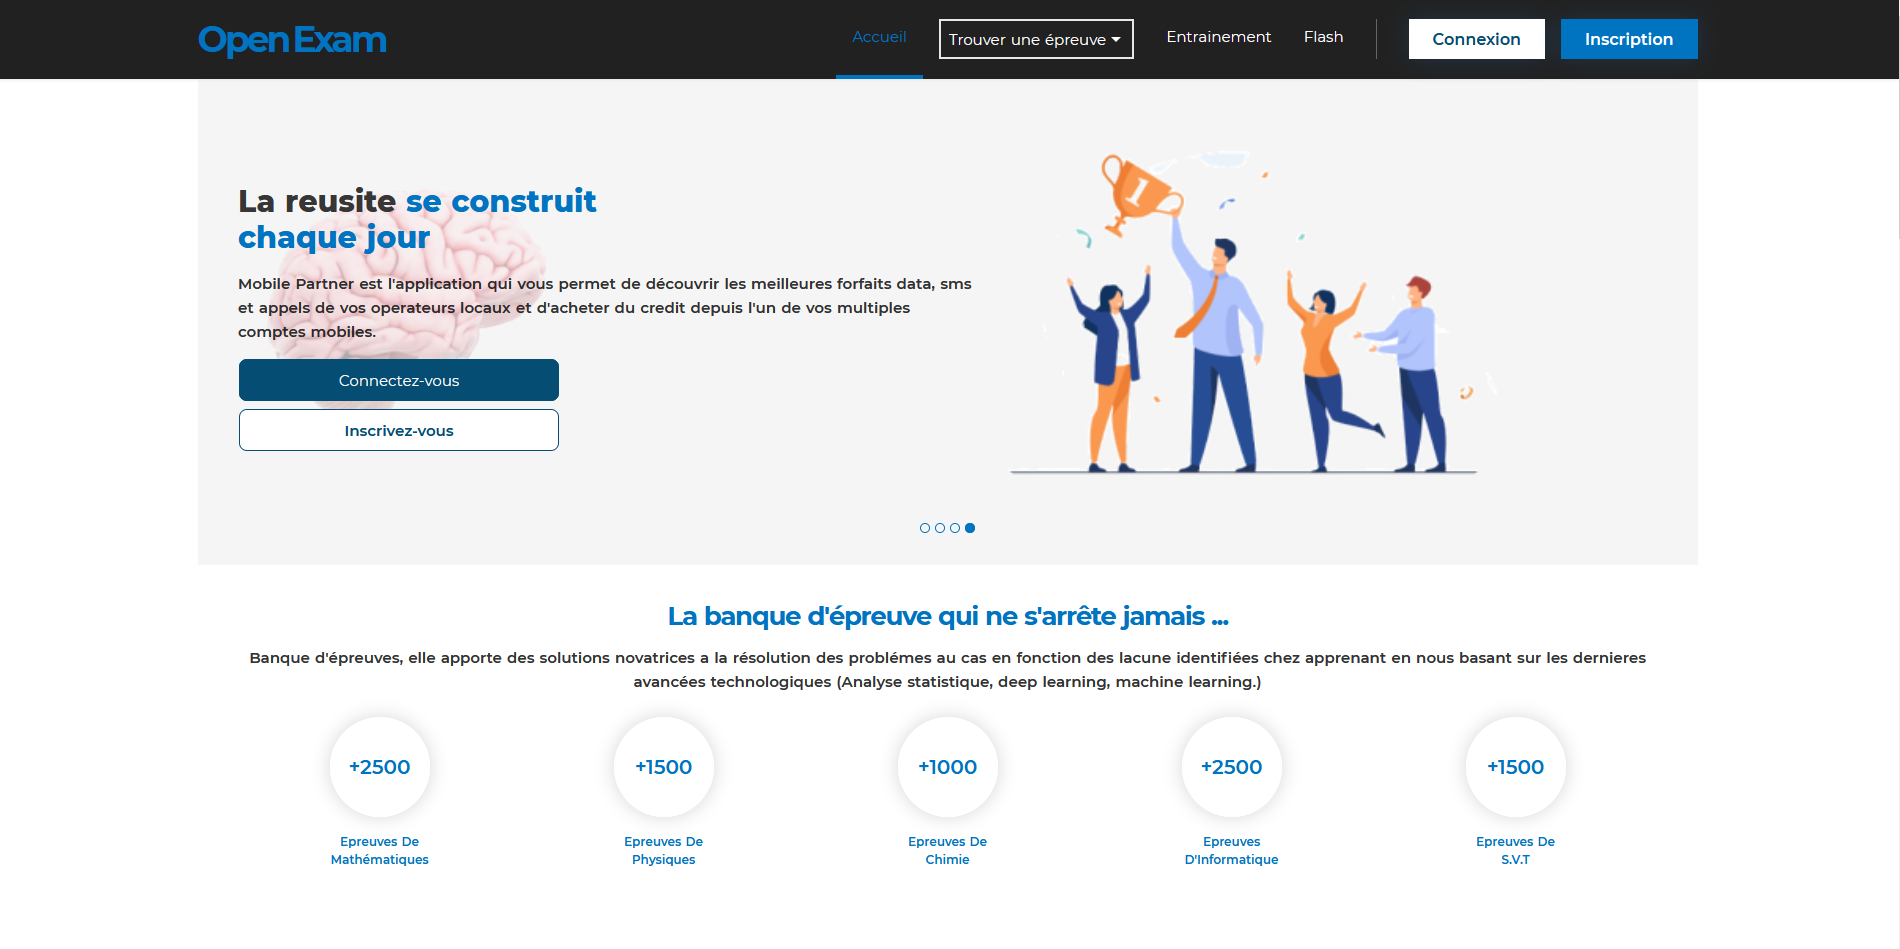 Open Exam
Accueil
Trouver une épreuve
Entrainement
Flash
Connexion
Inscription
La reusite se construit
chaque jour
Mobile Partner est l'application qui vous permet de découvrir les meilleures forfaits data, sms
et appels de vos operateurs locaux et d'acheter du credit depuis l'un de vos multiples
comptes mobiles.
Connectez-vous
Inscrivez-vous
1
La banque d'épreuve qui ne s'arrête jamais ...
Banque d'épreuves, elle apporte des solutions novatrices a la résolution des problémes au cas en fonction des lacune identifiées chez apprenant en nous basant sur les dernieres
avancées technologiques (Analyse statistique, deep learning, machine learning.)
+2500
+1500
+1000
+2500
+1500
Epreuves De
Mathématiques
Epreuves De
Physiques
Epreuves De
Chimie
Epreuves
D'Informatique
Epreuves De
S.V.T